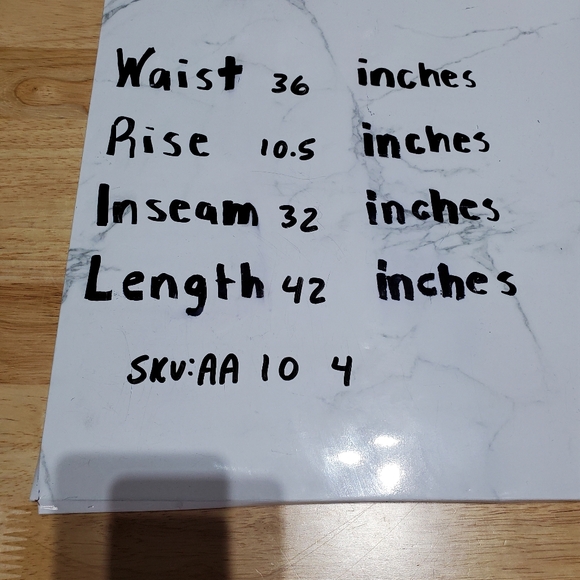 Waist 36 inches
Rise 10.5 inches
Inseam 32 inches
Length 42 inches
SKU:AA 10 4